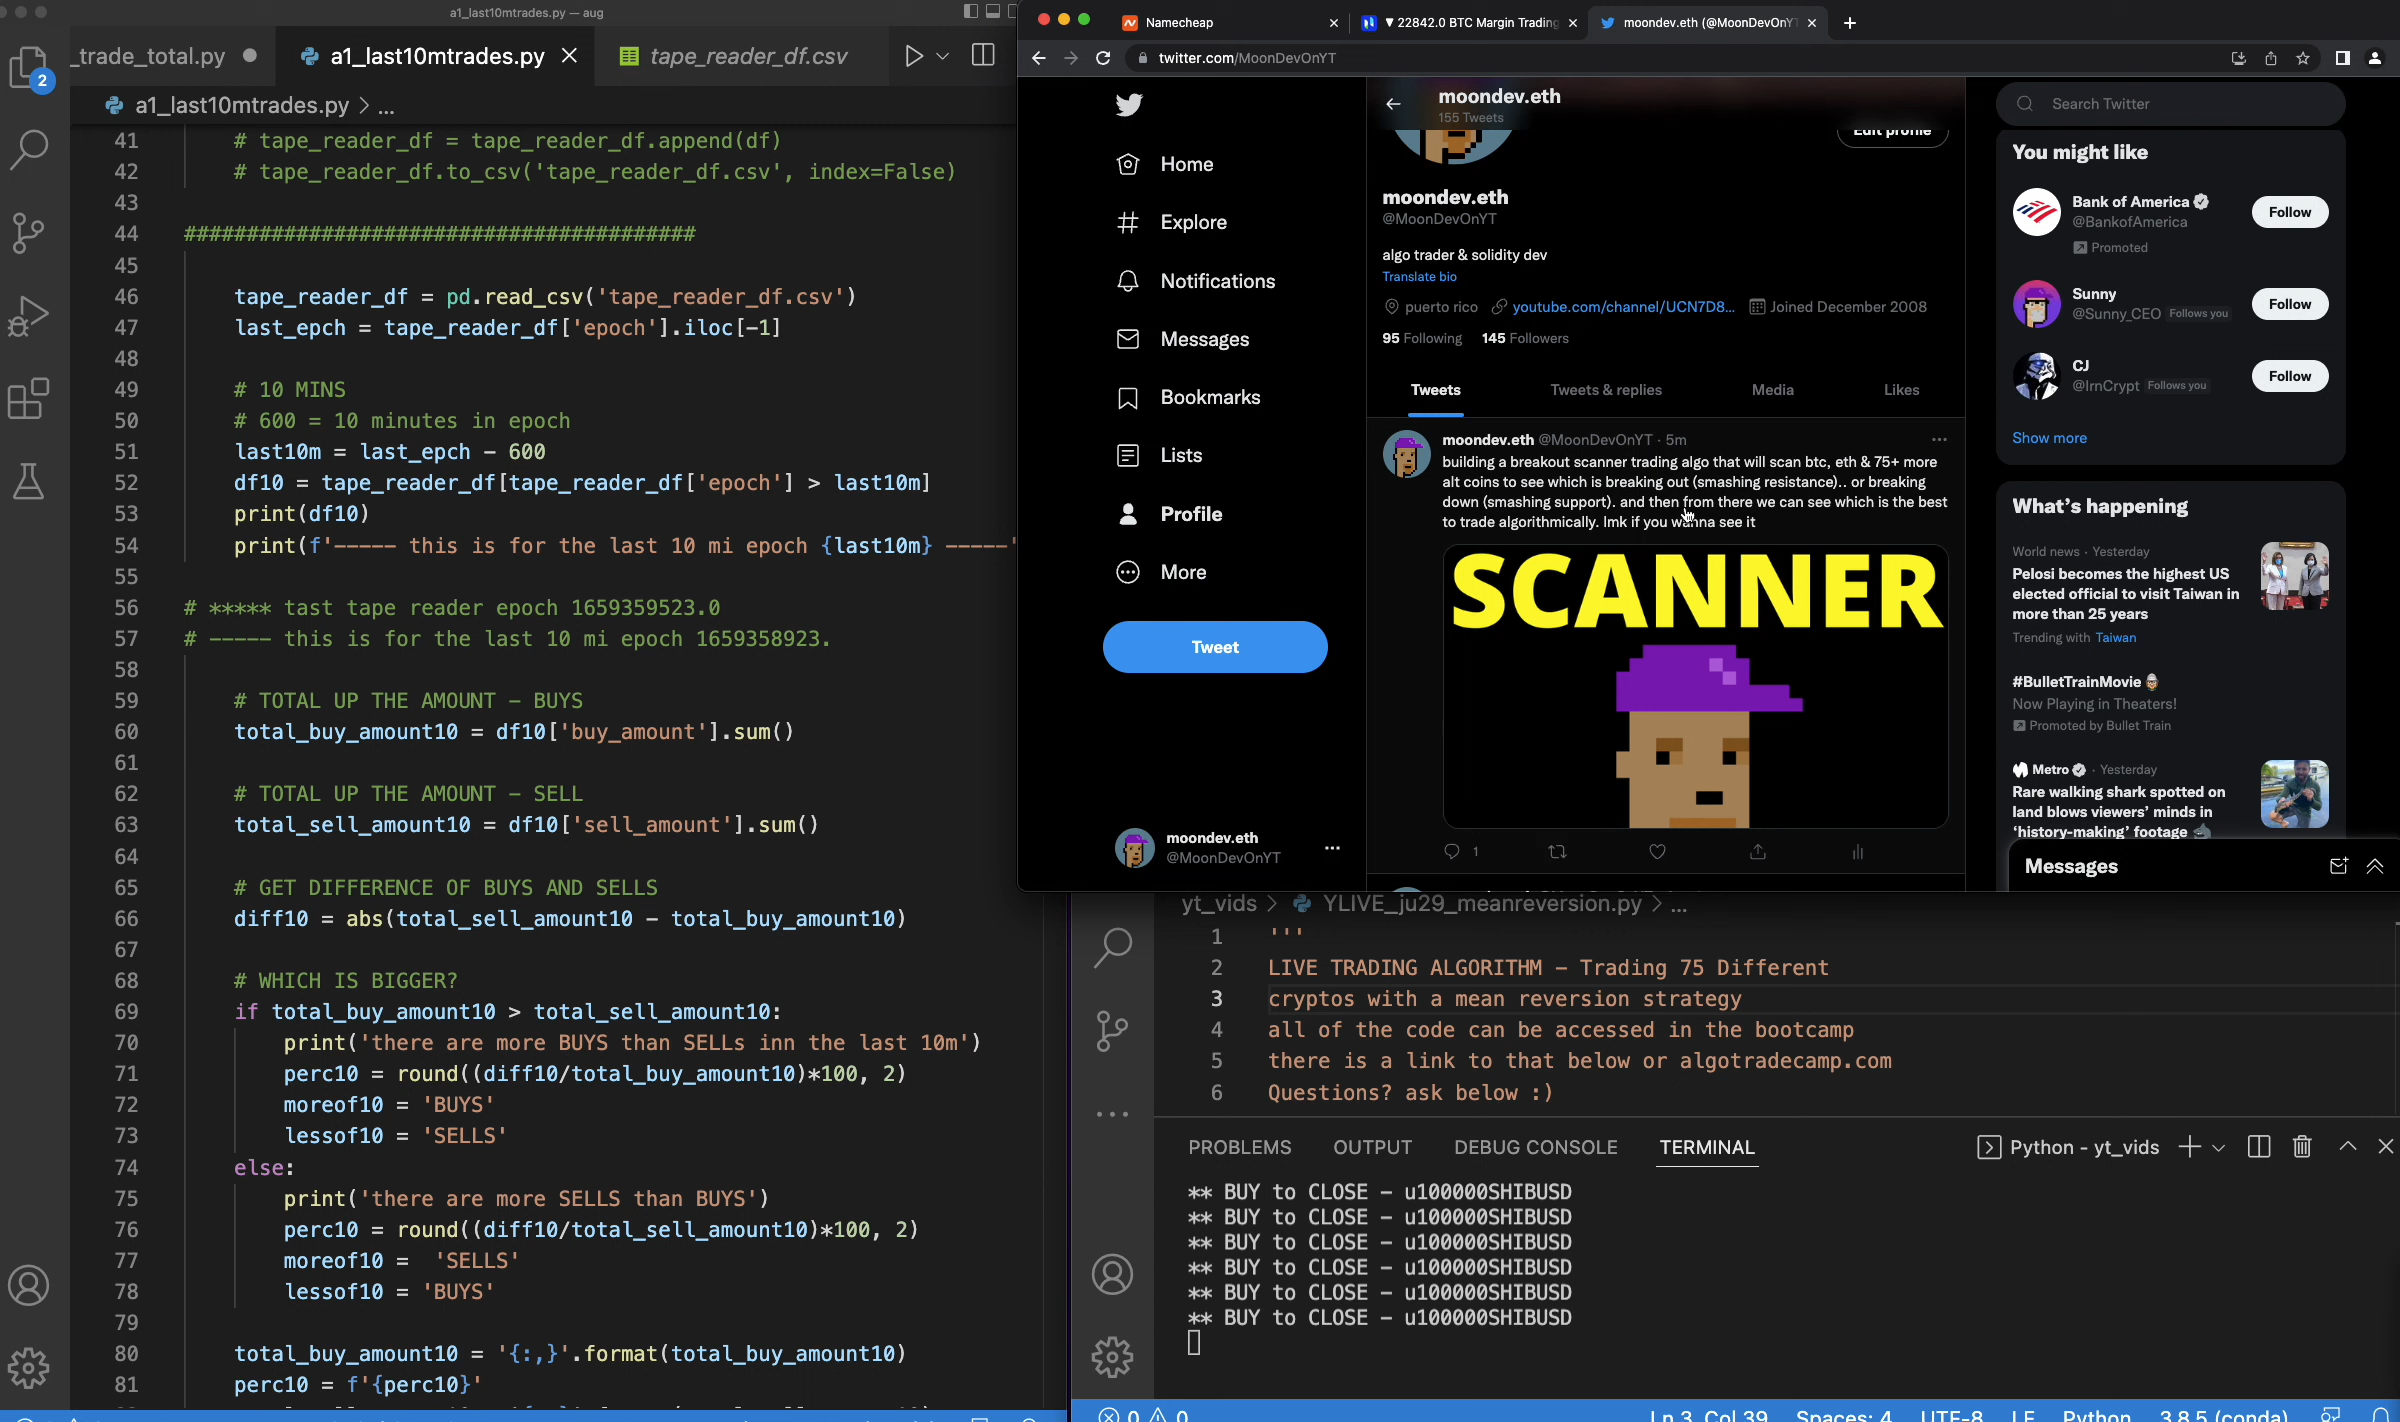 a1_last10mtrades.py — aug
_trade_total.py
a1_last10mtrades.py
tape_reader_df.csv
2
a1_last10mtrades.py > ...
41 # tape_reader_df = tape_reader_df.append(df)
42 # tape_reader_df.to_csv('tape_reader_df.csv', index=False)
43
44 #########################################
45
46 tape_reader_df = pd.read_csv('tape_reader_df.csv')
47 last_epch = tape_reader_df['epoch'].iloc[-1]
48
49 # 10 MINS
50 # 600 = 10 minutes in epoch
51 last10m = last_epch - 600
52 df10 = tape_reader_df[tape_reader_df['epoch'] > last10m]
53 print(df10)
54 print(f'----- this is for the last 10 mi epoch {last10m} -----'
55
56 # ***** tast tape reader epoch 1659359523.0
57 # ----- this is for the last 10 mi epoch 1659358923.
58
59 # TOTAL UP THE AMOUNT - BUYS
60 total_buy_amount10 = df10['buy_amount'].sum()
61
62 # TOTAL UP THE AMOUNT - SELL
63 total_sell_amount10 = df10['sell_amount'].sum()
64
65 # GET DIFFERENCE OF BUYS AND SELLS
66 diff10 = abs(total_sell_amount10 - total_buy_amount10)
67
68 # WHICH IS BIGGER?
69 if total_buy_amount10 > total_sell_amount10:
70 print('there are more BUYS than SELLs inn the last 10m')
71 perc10 = round((diff10/total_buy_amount10)*100, 2)
72 moreof10 = 'BUYS'
73 lessof10 = 'SELLS'
74 else:
75 print('there are more SELLS than BUYS')
76 perc10 = round((diff10/total_sell_amount10)*100, 2)
77 moreof10 =  'SELLS'
78 lessof10 = 'BUYS'
79
80 total_buy_amount10 = '{:,}'.format(total_buy_amount10)
81 perc10 = f'{perc10}'
Namecheap
▼ 22842.0 BTC Margin Trading
moondev.eth (@MoonDevOnYT
twitter.com/MoonDevOnYT
Home
Explore
Notifications
Messages
Bookmarks
Lists
Profile
More
Tweet
moondev.eth
@MoonDevOnYT
moondev.eth
155 Tweets
Edit profile
moondev.eth
@MoonDevOnYT
algo trader & solidity dev
Translate bio
puerto rico youtube.com/channel/UCN7D8... Joined December 2008
95 Following 145 Followers
Tweets Tweets & replies Media Likes
moondev.eth @MoonDevOnYT · 5m
building a breakout scanner trading algo that will scan btc, eth & 75+ more
alt coins to see which is breaking out (smashing resistance).. or breaking
down (smashing support). and then from there we can see which is the best
to trade algorithmically. lmk if you wanna see it
SCANNER
1
Search Twitter
You might like
Bank of America
@BankofAmerica
Promoted
Follow
Sunny
@Sunny_CEO Follows you
Follow
CJ
@IrnCrypt Follows you
Follow
Show more
What's happening
World news · Yesterday
Pelosi becomes the highest US
elected official to visit Taiwan in
more than 25 years
Trending with Taiwan
#BulletTrainMovie
Now Playing in Theaters!
Promoted by Bullet Train
Metro · Yesterday
Rare walking shark spotted on
land blows viewers' minds in
'history-making' footage
Messages
yt_vids > YLIVE_ju29_meanreversion.py > ...
1 '''
2 LIVE TRADING ALGORITHM - Trading 75 Different
3 cryptos with a mean reversion strategy
4 all of the code can be accessed in the bootcamp
5 there is a link to that below or algotradecamp.com
6 Questions? ask below :)
PROBLEMS OUTPUT DEBUG CONSOLE TERMINAL
Python - yt_vids
** BUY to CLOSE - u100000SHIBUSD
** BUY to CLOSE - u100000SHIBUSD
** BUY to CLOSE - u100000SHIBUSD
** BUY to CLOSE - u100000SHIBUSD
** BUY to CLOSE - u100000SHIBUSD
** BUY to CLOSE - u100000SHIBUSD
0 0
Ln 3, Col 39 Spaces: 4 UTF-8 LF Python 3.8.5 (conda)